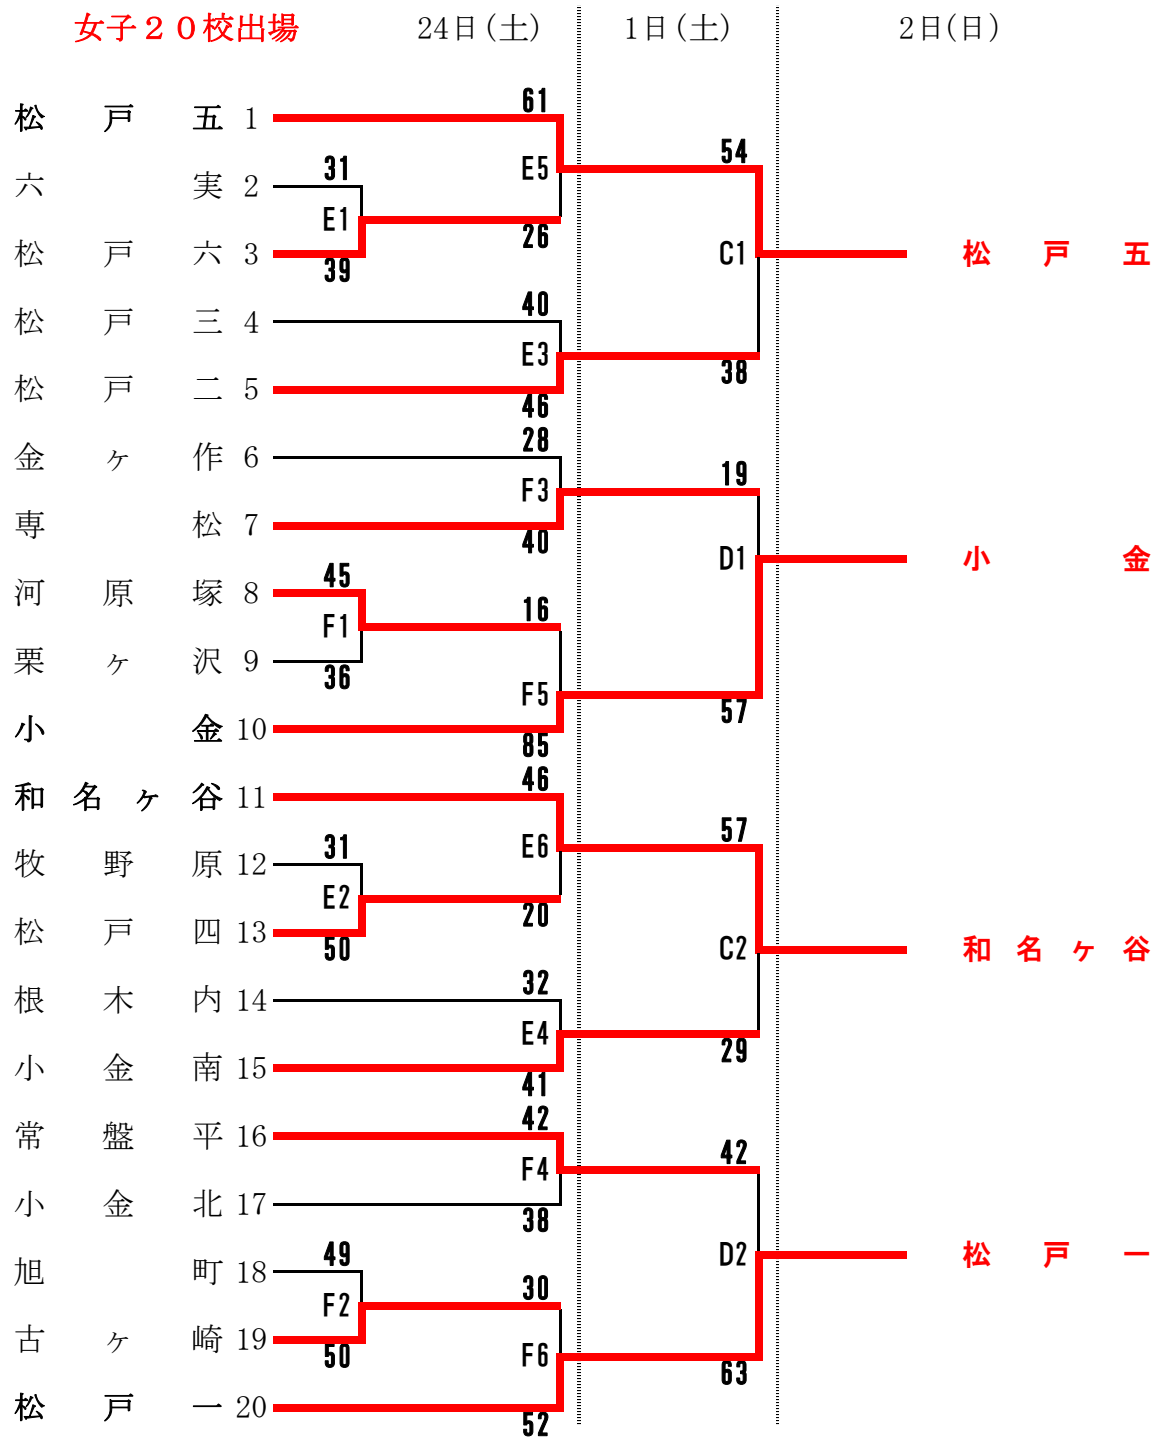 女子２０校出場 24日(土) 1日(土) 2日(日)
61
松戸五 1
54
E5
31
六実 2
E1
26
C1
松戸六 3 松戸五
39
40
松戸三 4
E3
38
松戸二 5
46
28
金ヶ作 6
19
F3
専松 7
40
D1 小金
45
河原塚 8
16
F1
栗ヶ沢 9
36
F5
57
小金 10
85
46
和名ヶ谷 11
57
31
E6
牧野原 12
E2
20
松戸四 13
50
C2 和名ヶ谷
32
根木内 14
E4
29
小金南 15
41
42
常盤平 16
42
F4
小金北 17
38
49
D2 松戸一
旭町 18
30
F2
古ヶ崎 19
50
F6
63
松戸一 20
52